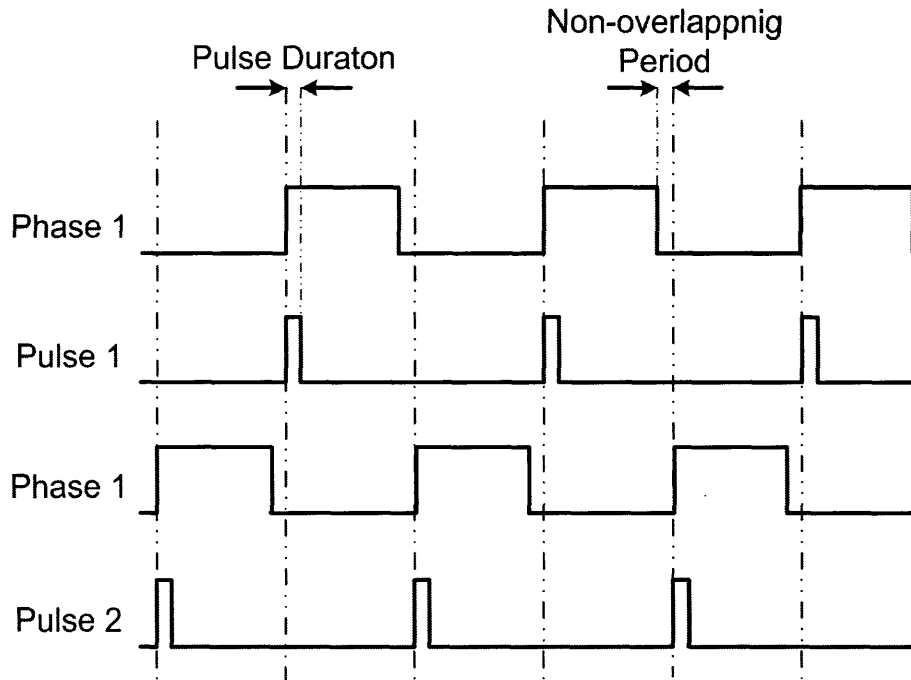 Non-overlappnig
Period
Pulse Duraton
Phase 1
Pulse 1
Phase 1
Pulse 2